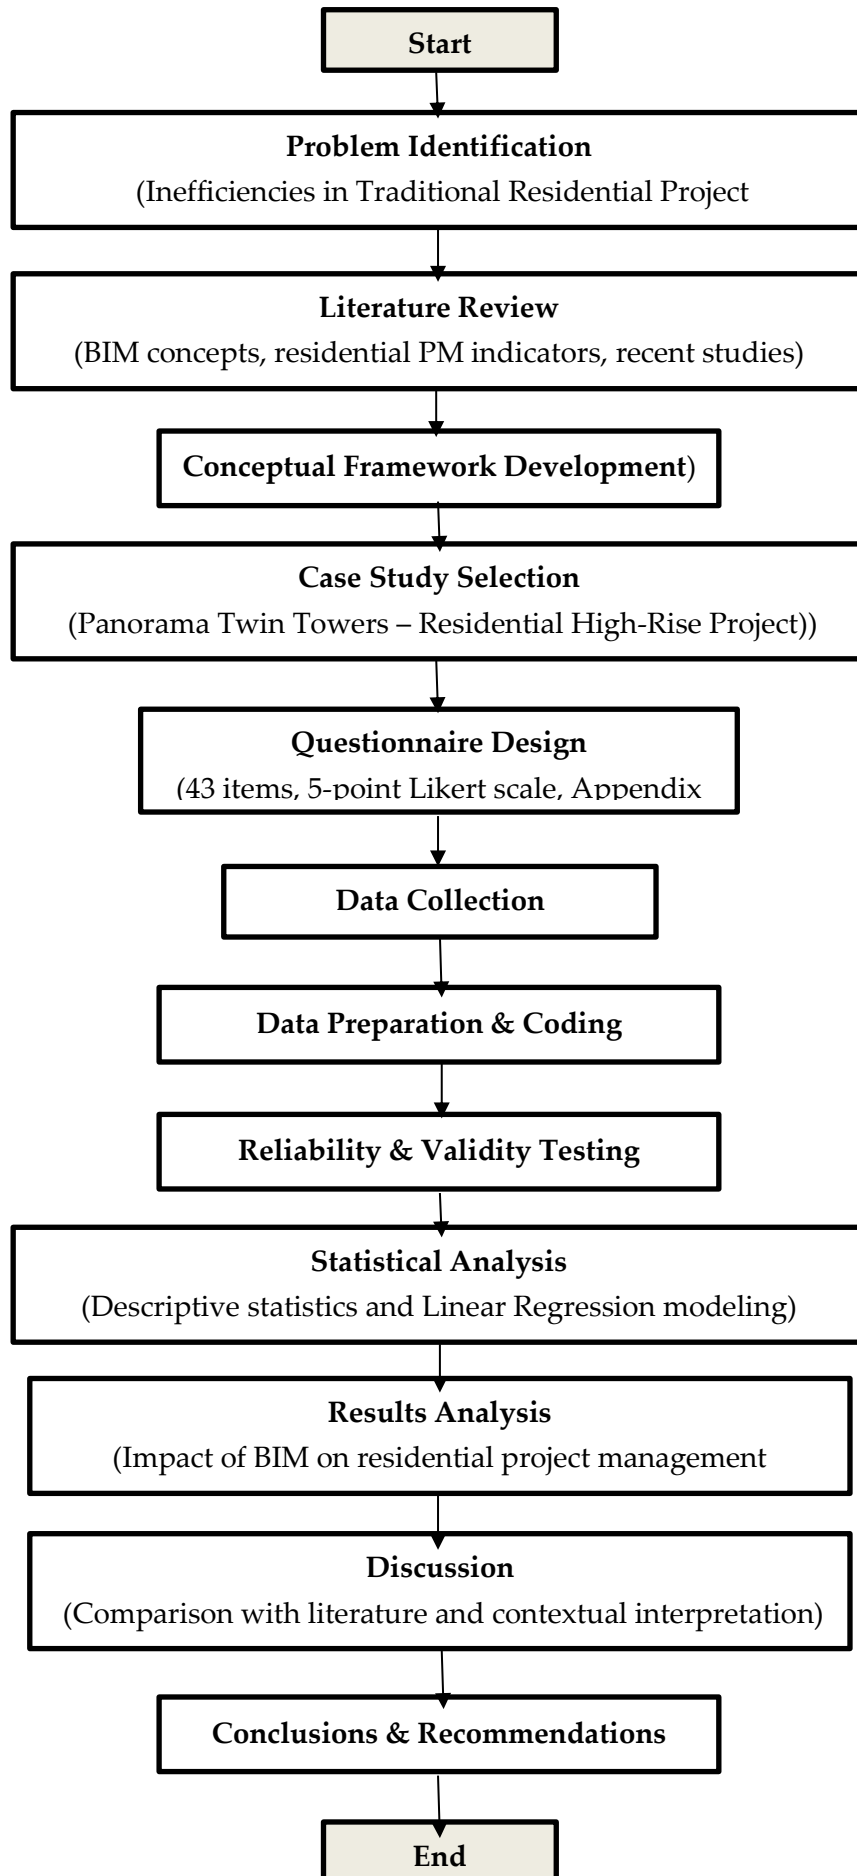 Start
Problem Identification
(Inefficiencies in Traditional Residential Project
Literature Review
(BIM concepts, residential PM indicators, recent studies)
Conceptual Framework Development)
Case Study Selection
(Panorama Twin Towers – Residential High-Rise Project))
Questionnaire Design
(43 items, 5-point Likert scale, Appendix
Data Collection
Data Preparation & Coding
Reliability & Validity Testing
Statistical Analysis
(Descriptive statistics and Linear Regression modeling)
Results Analysis
(Impact of BIM on residential project management
Discussion
(Comparison with literature and contextual interpretation)
Conclusions & Recommendations
End